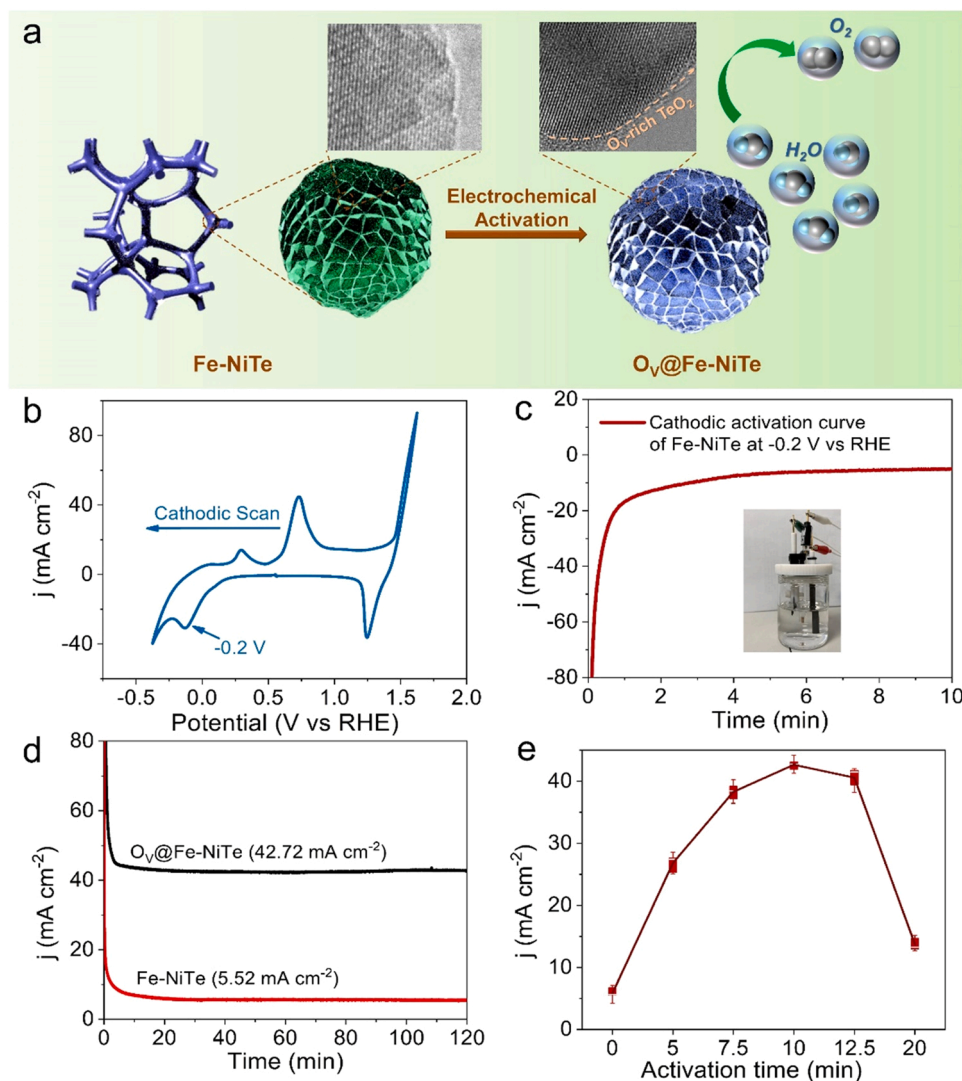 a
O₂
Oᵥ-rich TeO₂
H₂O
Electrochemical
Activation
Fe-NiTe
Oᵥ@Fe-NiTe
b
80
40
0
-40
j (mA cm⁻²)
Cathodic Scan
-0.2 V
-0.5 0.0 0.5 1.0 1.5 2.0
Potential (V vs RHE)
c
0
-20
-40
-60
-80
j (mA cm⁻²)
Cathodic activation curve
of Fe-NiTe at -0.2 V vs RHE
0 2 4 6 8 10
Time (min)
d
80
60
40
20
0
j (mA cm⁻²)
Oᵥ@Fe-NiTe (42.72 mA cm⁻²)
Fe-NiTe (5.52 mA cm⁻²)
0 20 40 60 80 100 120
Time (min)
e
40
30
20
10
0
j (mA cm⁻²)
0 5 7.5 10 12.5 20
Activation time (min)